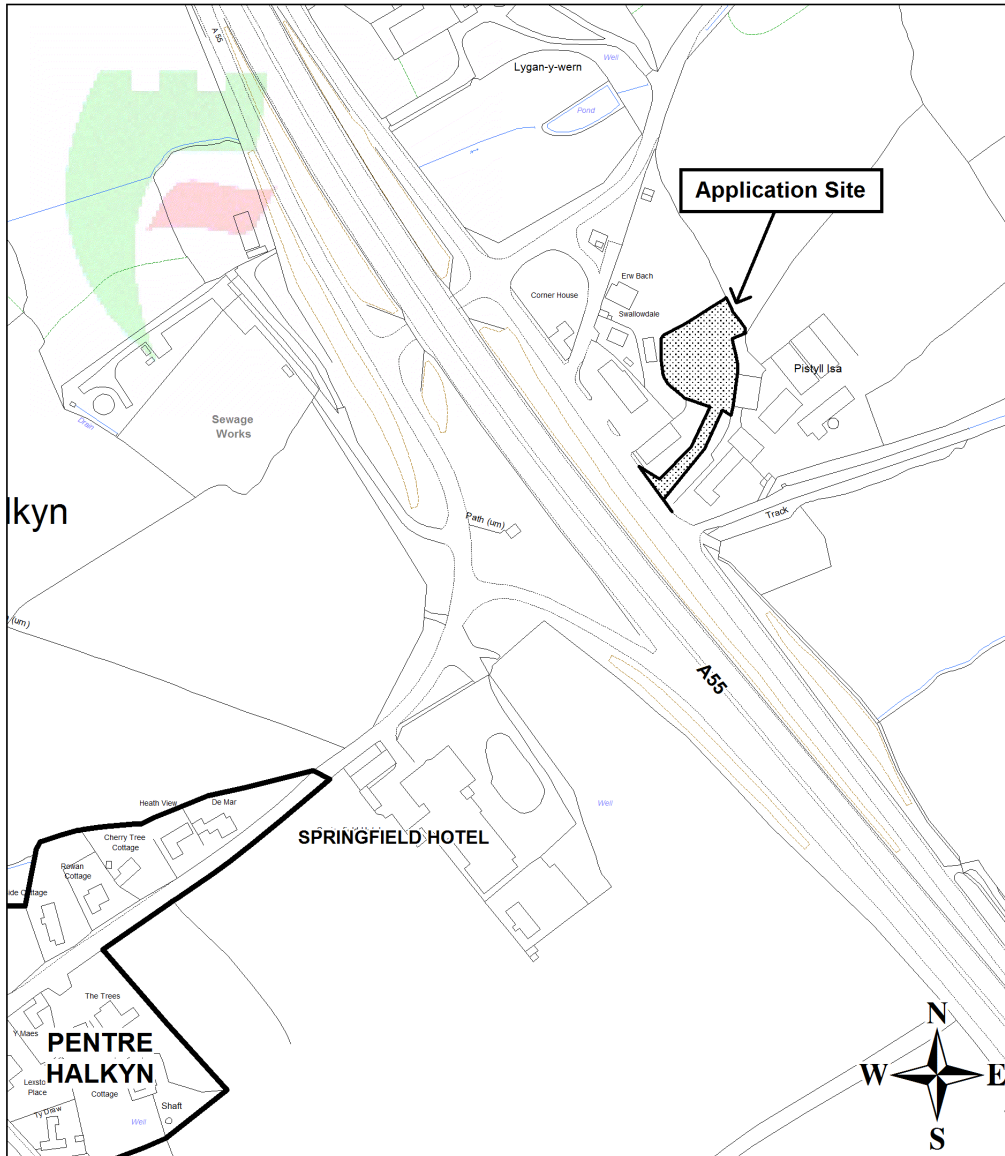 A 55
Lygan-y-wern
Well
Pond
Application Site
Erw Bach
Corner House
Swallowdale
Pistyll Isa
Sewage
Works
Drain
lkyn
Path (um)
Track
(um)
A55
Heath View
De Mar
SPRINGFIELD HOTEL
Well
Cherry Tree
Cottage
Rowan
Cottage
ide Cottage
The Trees
Y Maes
PENTRE
HALKYN
Place
Cottage
Shaft
Ty Draw
Well
N
W
E
S